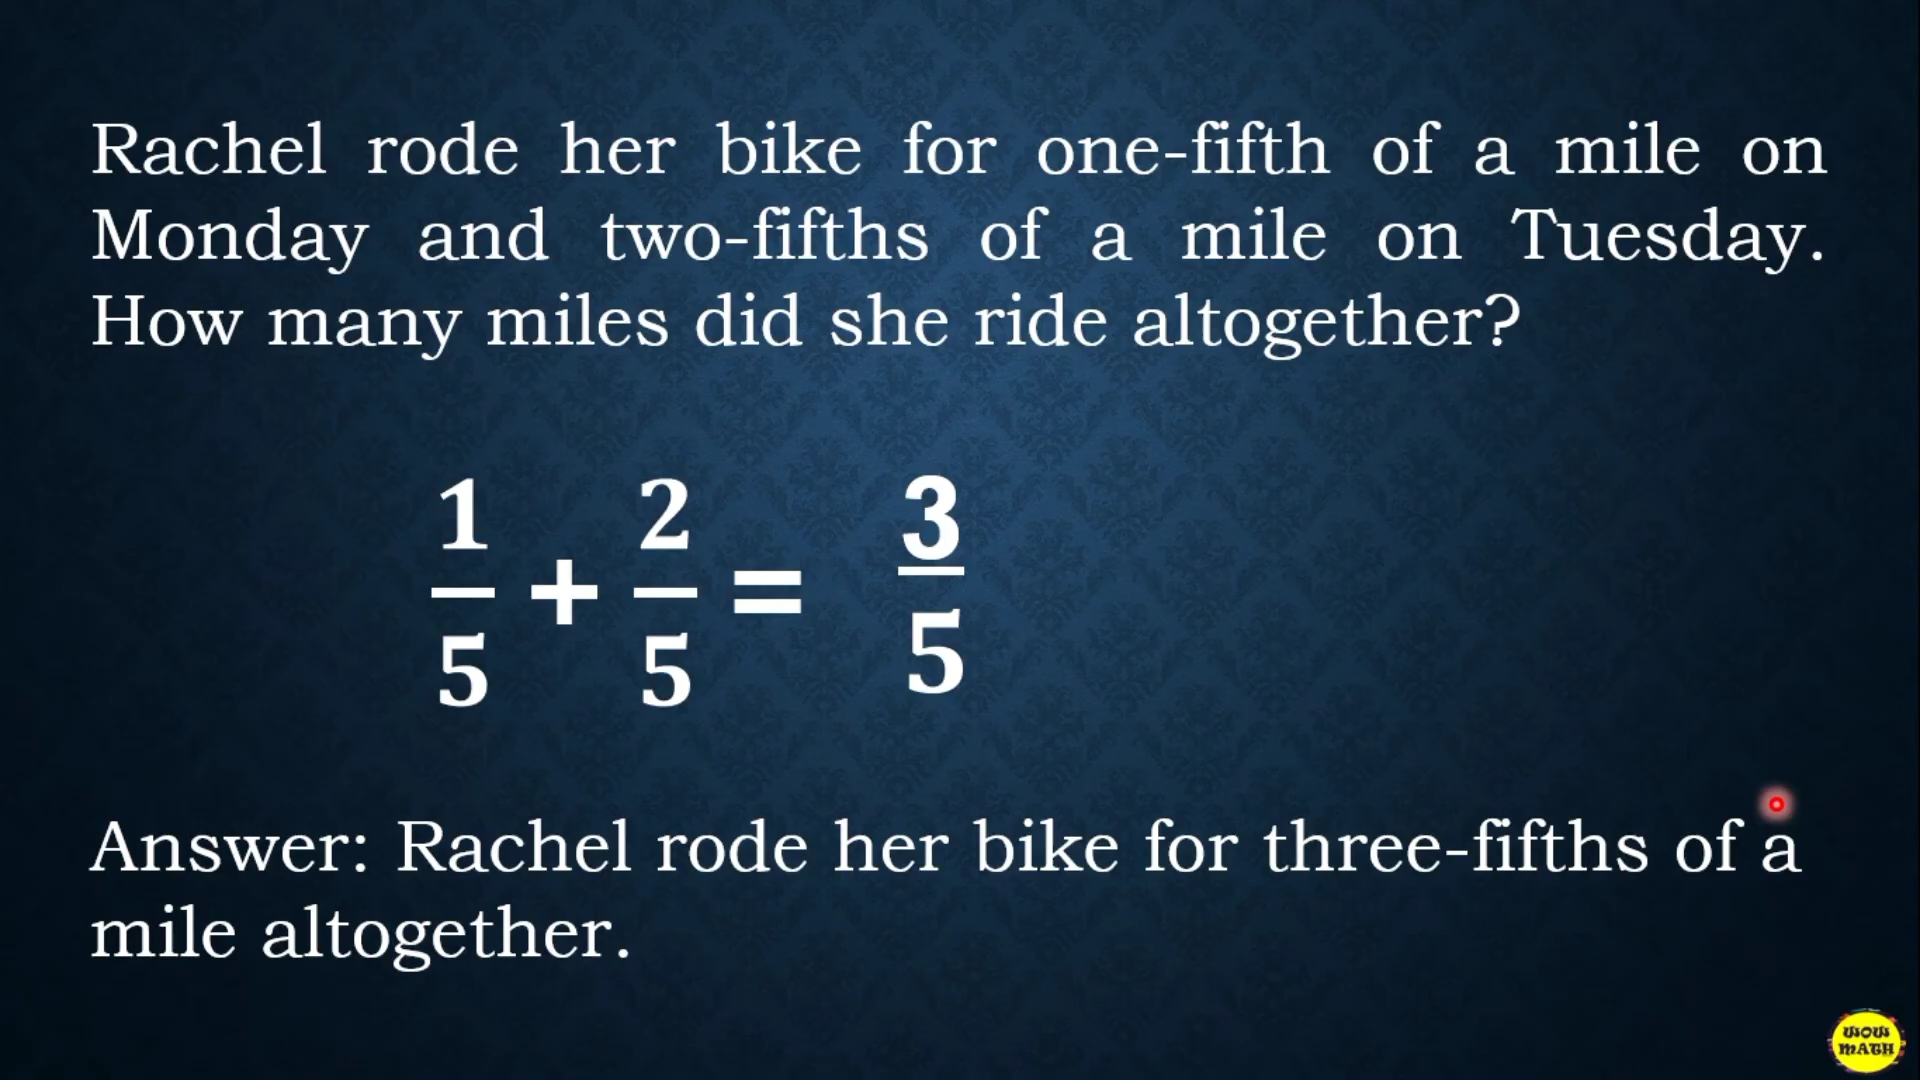 Rachel rode her bike for one-fifth of a mile on
Monday and two-fifths of a mile on Tuesday.
How many miles did she ride altogether?
1/5 + 2/5 = 3/5
Answer: Rachel rode her bike for three-fifths of a
mile altogether.
WOW
MATH